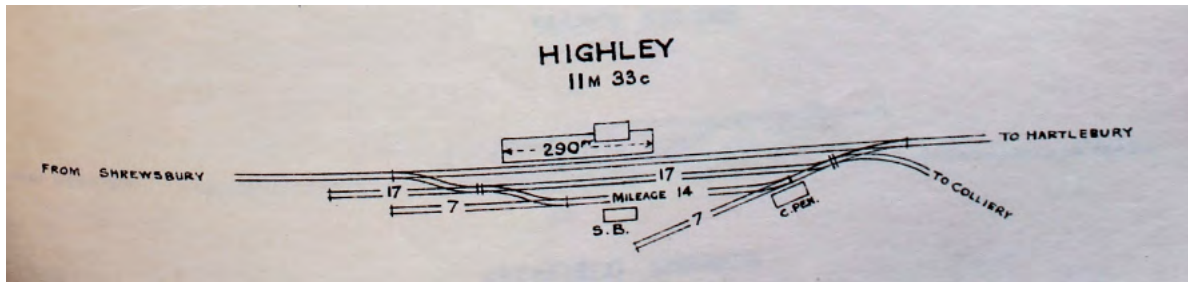 HIGHLEY
11M 33C
290FT
FROM SHREWSBURY
TO HARTLEBURY
17
17
MILEAGE 14
7
TO COLLIERY
C. PEN.
S. B.
7